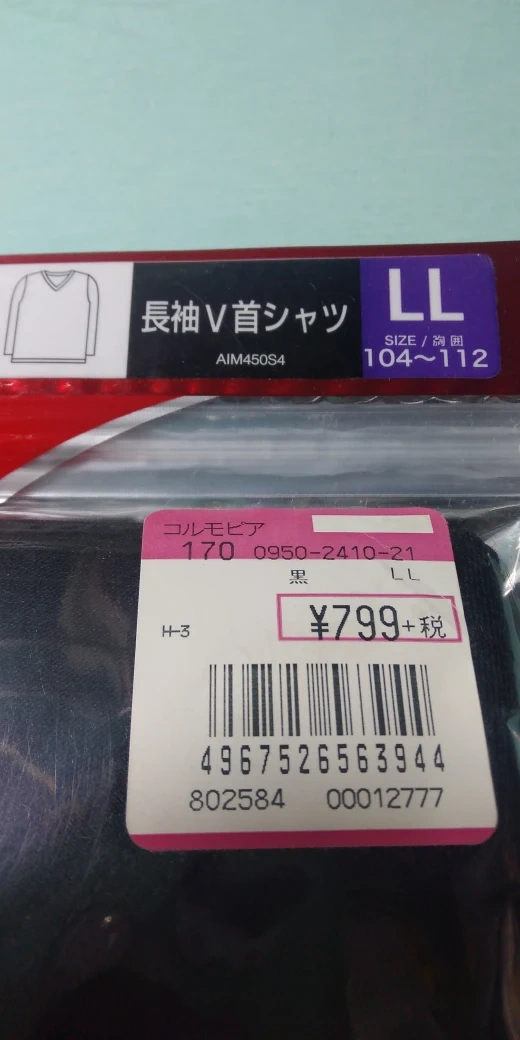 長袖V首シャツ
AIM450S4
LL
SIZE / 胸囲
104～112
コルモピア
170 0950-2410-21
黒 LL
¥799+税
H-3
4967526563944
802584 00012777